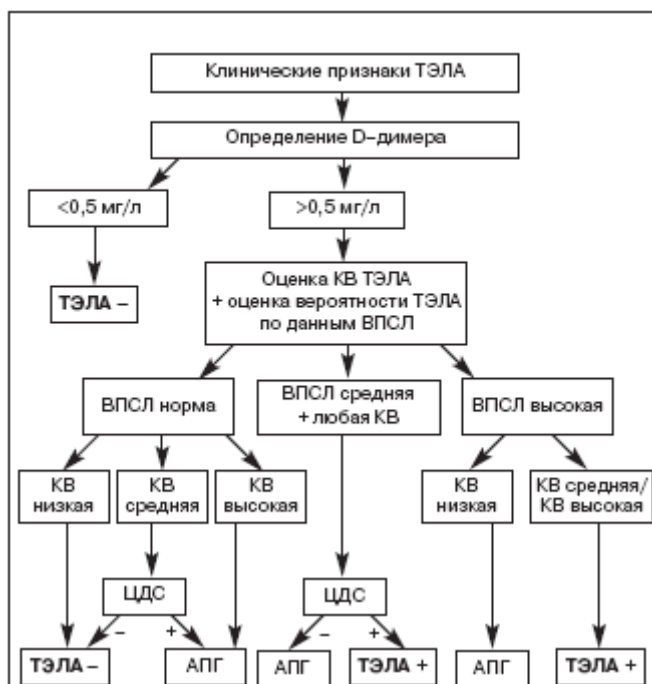 Клинические признаки ТЭЛА
Определение D–димера
<0,5 мг/л
>0,5 мг/л
ТЭЛА –
Оценка КВ ТЭЛА
+ оценка вероятности ТЭЛА
по данным ВПСЛ
ВПСЛ норма
ВПСЛ средняя
+ любая КВ
ВПСЛ высокая
КВ
низкая
КВ
средняя
КВ
высокая
КВ
низкая
КВ средняя/
КВ высокая
ЦДС
ЦДС
– +
– +
ТЭЛА –
АПГ
АПГ
ТЭЛА +
АПГ
ТЭЛА +